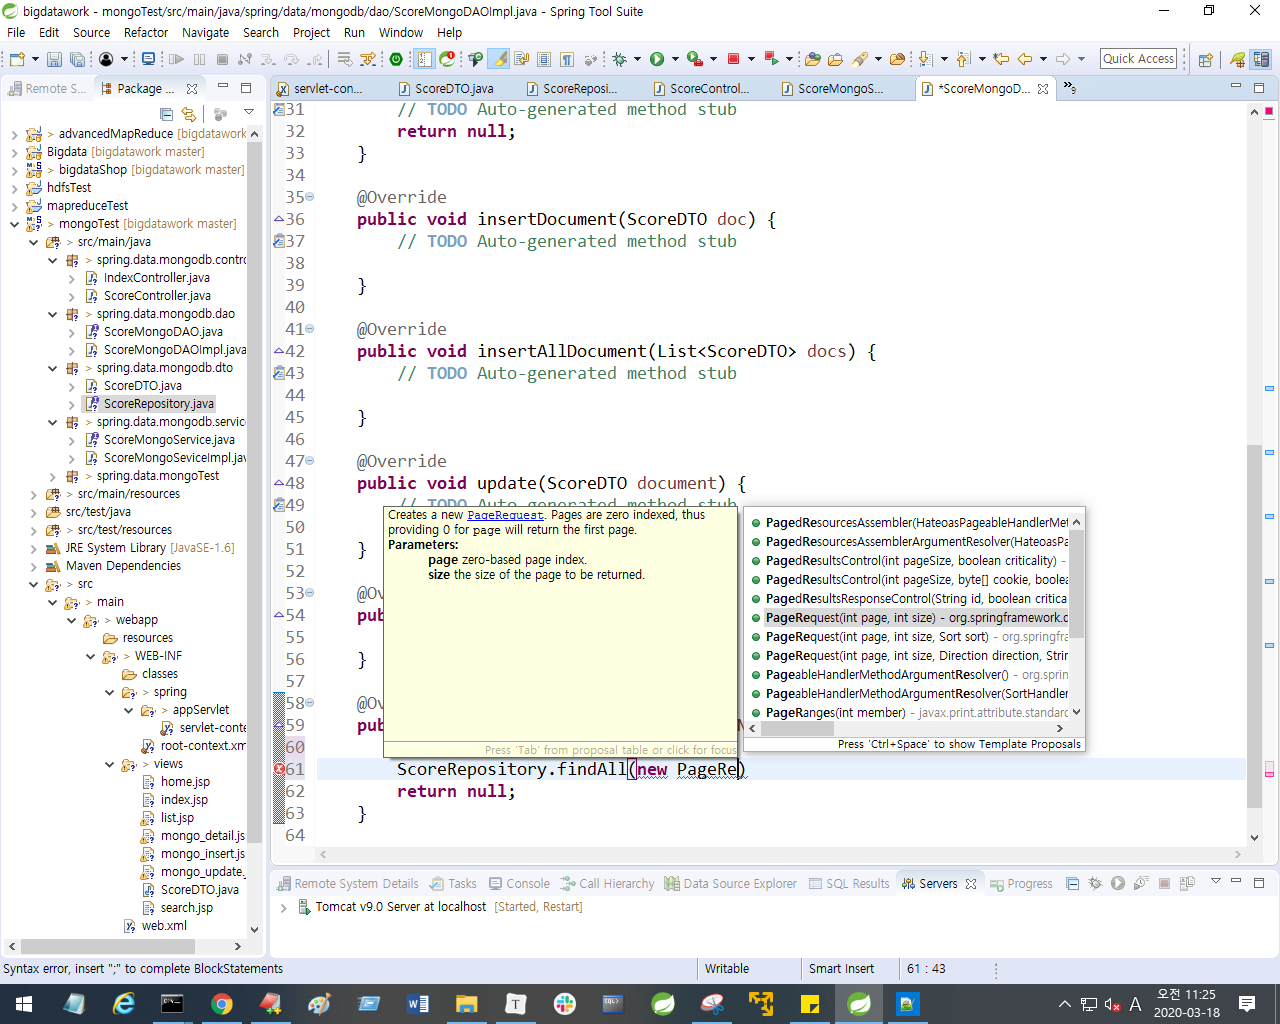 bigdatawork - mongoTest/src/main/java/spring/data/mongodb/dao/ScoreMongoDAOImpl.java - Spring Tool Suite
File Edit Source Refactor Navigate Search Project Run Window Help
Quick Access
Remote S... Package ...
servlet-con... ScoreDTO.java ScoreReposi... ScoreControl... ScoreMongoS... *ScoreMongoD... 9
> advancedMapReduce [bigdatawork
Bigdata [bigdatawork master]
> bigdataShop [bigdatawork master]
hdfsTest
mapreduceTest
> mongoTest [bigdatawork master]
> src/main/java
> spring.data.mongodb.contro
IndexController.java
ScoreController.java
> spring.data.mongodb.dao
ScoreMongoDAO.java
ScoreMongoDAOImpl.java
> spring.data.mongodb.dto
ScoreDTO.java
ScoreRepository.java
> spring.data.mongodb.service
ScoreMongoService.java
ScoreMongoSeviceImpl.java
> spring.data.mongoTest
> src/main/resources
src/test/java
> src/test/resources
JRE System Library [JavaSE-1.6]
Maven Dependencies
> src
> main
> webapp
resources
> WEB-INF
classes
> spring
> appServlet
servlet-conte
root-context.xm
> views
home.jsp
index.jsp
list.jsp
mongo_detail.js
mongo_insert.js
mongo_update_
ScoreDTO.java
search.jsp
web.xml
31 // TODO Auto-generated method stub
32 return null;
33 }
34
35 @Override
36 public void insertDocument(ScoreDTO doc) {
37 // TODO Auto-generated method stub
38
39 }
40
41 @Override
42 public void insertAllDocument(List<ScoreDTO> docs) {
43 // TODO Auto-generated method stub
44
45 }
46
47 @Override
48 public void update(ScoreDTO document) {
49 // TODO Auto-generated method stub
50
51 }
52
53 @Ov
54 pu
55
56 }
57
58 @Ov
59 pu
60
61 ScoreRepository.findAll(new PageRe)
62 return null;
63 }
64
Creates a new PageRequest. Pages are zero indexed, thus
providing 0 for page will return the first page.
Parameters:
page zero-based page index.
size the size of the page to be returned.
Press 'Tab' from proposal table or click for focus
PagedResourcesAssembler(HateoasPageableHandlerMet
PagedResourcesAssemblerArgumentResolver(HateoasPa
PagedResultsControl(int pageSize, boolean criticality) -
PagedResultsControl(int pageSize, byte[] cookie, boolea
PagedResultsResponseControl(String id, boolean critica
PageRequest(int page, int size) - org.springframework.d
PageRequest(int page, int size, Sort sort) - org.springfra
PageRequest(int page, int size, Direction direction, Strin
PageableHandlerMethodArgumentResolver() - org.sprin
PageableHandlerMethodArgumentResolver(SortHandler
PageRanges(int member) - javax.print.attribute.standard
Press 'Ctrl+Space' to show Template Proposals
Remote System Details Tasks Console Call Hierarchy Data Source Explorer SQL Results Servers Progress
Tomcat v9.0 Server at localhost [Started, Restart]
Syntax error, insert ";" to complete BlockStatements Writable Smart Insert 61 : 43
A 오전 11:25
2020-03-18